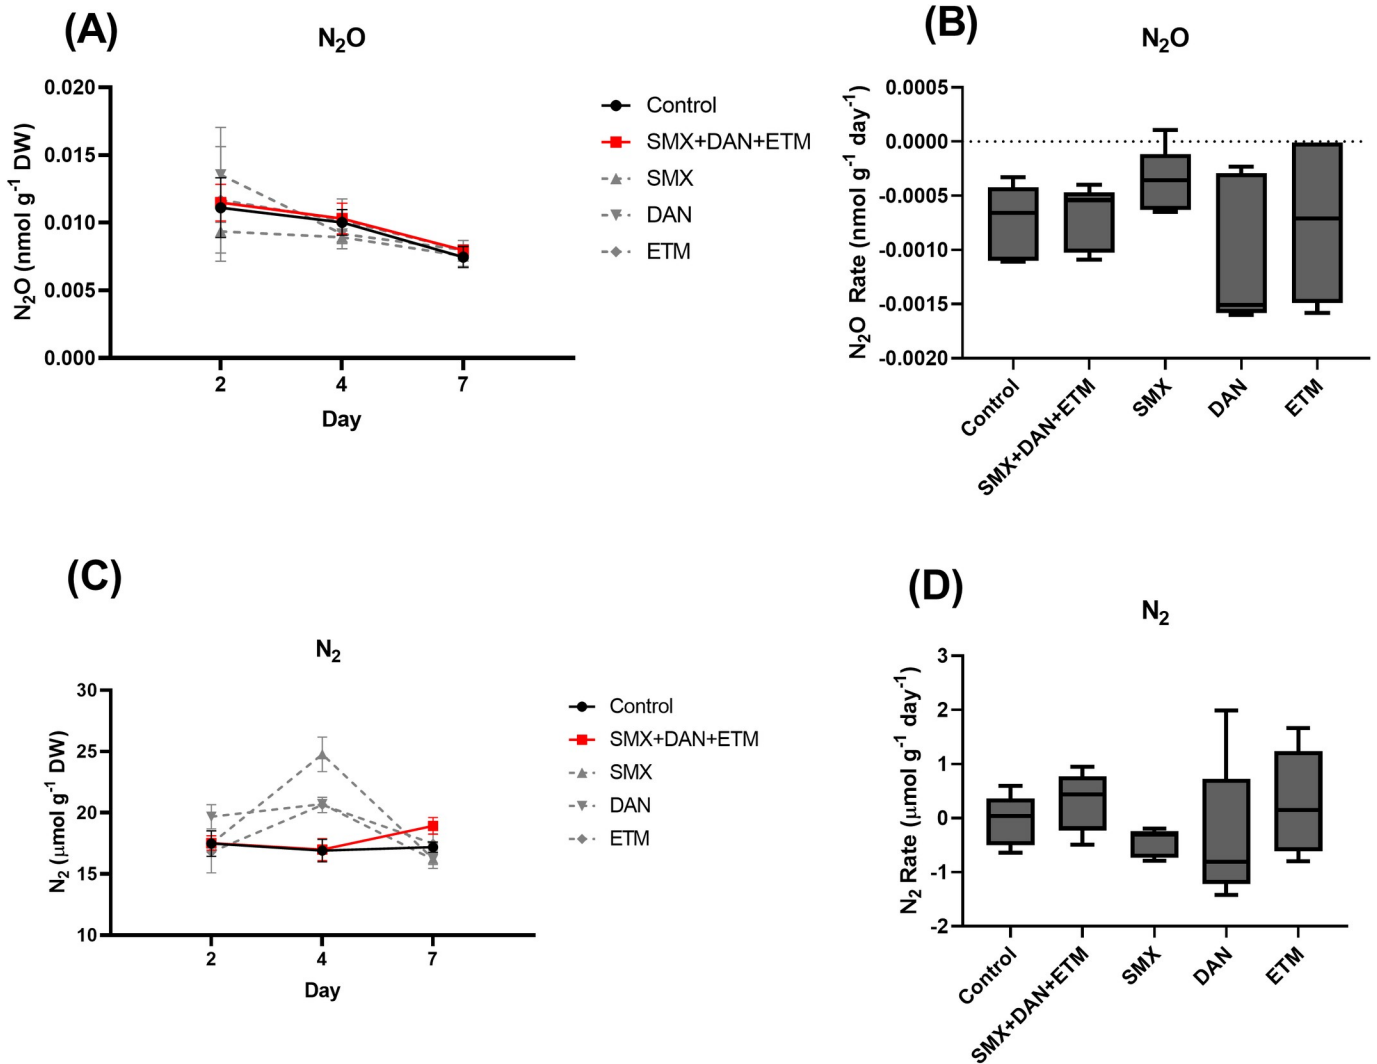 (A)
N₂O
N₂O (nmol g⁻¹ DW)
0.020
0.015
0.010
0.005
0.000
2 4 7
Day
Control
SMX+DAN+ETM
SMX
DAN
ETM
(B)
N₂O
N₂O Rate (nmol g⁻¹ day⁻¹)
0.0005
0.0000
-0.0005
-0.0010
-0.0015
-0.0020
Control
SMX+DAN+ETM
SMX
DAN
ETM
(C)
N₂
N₂ (μmol g⁻¹ DW)
30
25
20
15
10
2 4 7
Day
Control
SMX+DAN+ETM
SMX
DAN
ETM
(D)
N₂
N₂ Rate (μmol g⁻¹ day⁻¹)
3
2
1
0
-1
-2
Control
SMX+DAN+ETM
SMX
DAN
ETM